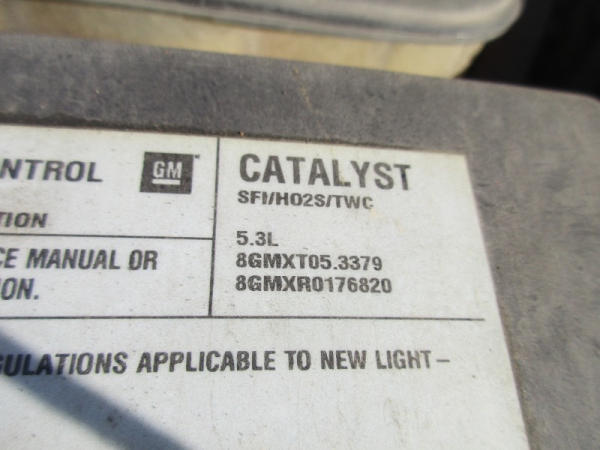 NTROL GM
TION
CE MANUAL OR
ON.
CATALYST
SFI/HO2S/TWC
5.3L
8GMXT05.3379
8GMXR0176820
GULATIONS APPLICABLE TO NEW LIGHT-